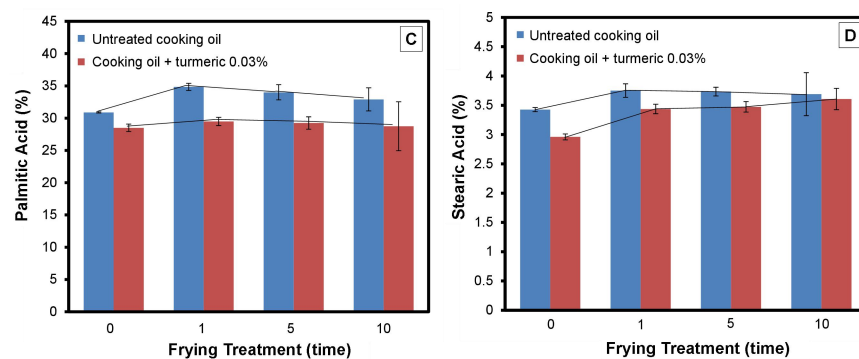 C
Untreated cooking oil
Cooking oil + turmeric 0.03%
Palmitic Acid (%)
45
40
35
30
25
20
15
10
5
0
0 1 5 10
Frying Treatment (time)
D
Untreated cooking oil
Cooking oil + turmeric 0.03%
Stearic Acid (%)
5
4.5
4
3.5
3
2.5
2
1.5
1
0.5
0
0 1 5 10
Frying Treatment (time)